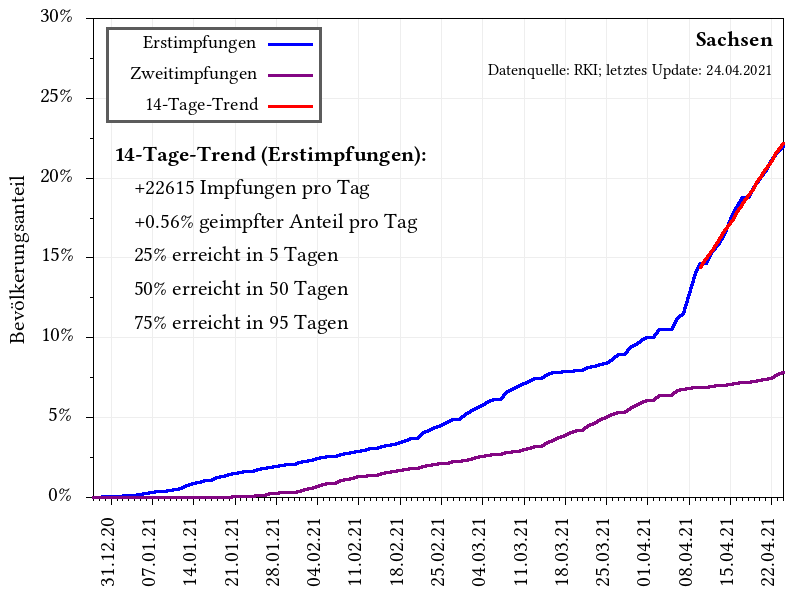 30%
25%
20%
15%
10%
5%
0%
Bevölkerungsanteil
Erstimpfungen
Zweitimpfungen
14-Tage-Trend
Sachsen
Datenquelle: RKI; letztes Update: 24.04.2021
14-Tage-Trend (Erstimpfungen):
+22615 Impfungen pro Tag
+0.56% geimpfter Anteil pro Tag
25% erreicht in 5 Tagen
50% erreicht in 50 Tagen
75% erreicht in 95 Tagen
31.12.20
07.01.21
14.01.21
21.01.21
28.01.21
04.02.21
11.02.21
18.02.21
25.02.21
04.03.21
11.03.21
18.03.21
25.03.21
01.04.21
08.04.21
15.04.21
22.04.21